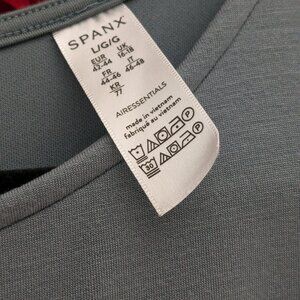 SPANX
L/G/G
EUR UK
42-44 16-18
FR IT
44-46 46-48
KR
77
AIRESSENTIALS
made in vietnam
fabriqué au vietnam